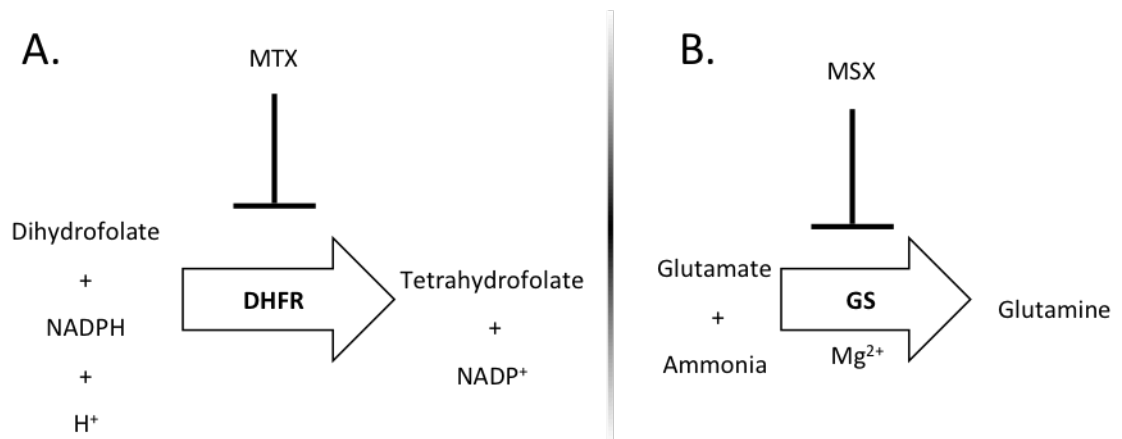 A.
MTX
Dihydrofolate
+
NADPH
+
H⁺
DHFR
Tetrahydrofolate
+
NADP⁺
B.
MSX
Glutamate
+
Ammonia
GS
Mg²⁺
Glutamine